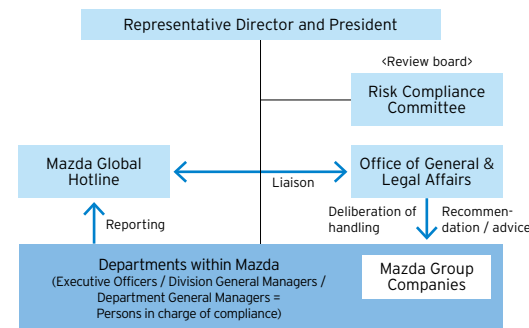 Representative Director and President
‹Review board›
Risk Compliance
Committee
Mazda Global
Hotline
Liaison
Office of General &
Legal Affairs
Reporting
Deliberation of
handling
Recommen-
dation / advice
Departments within Mazda
(Executive Officers / Division General Managers /
Department General Managers =
Persons in charge of compliance)
Mazda Group
Companies